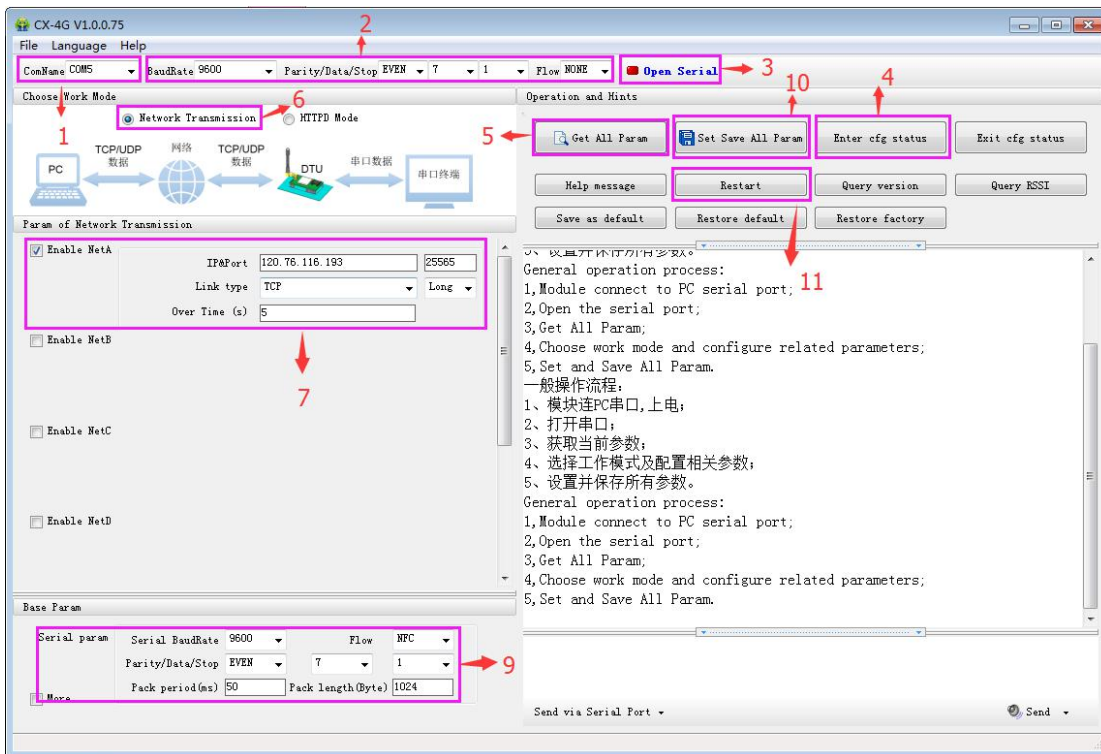 CX-4G V1.0.0.75
2
File Language Help
ComName COM5 BaudRate 9600 Parity/Data/Stop EVEN 7 1 Flow NONE Open Serial
3
10
4
Choose Work Mode
Operation and Hints
6
1
Network Transmission
HTTPD Mode
5
Get All Param
Set Save All Param
Enter cfg status
Exit cfg status
TCP/UDP 网络 TCP/UDP
数据 数据
PC
DTU
串口数据
串口终端
Help message
Restart
Query version
Query RSSI
Save as default
Restore default
Restore factory
11
Param of Network Transmission
Enable NetA
IP&Port 120.76.116.193 25565
Link type TCP Long
Over Time (s) 5
7
Enable NetB
Enable NetC
Enable NetD
5、设置并保存所有参数。
General operation process:
1,Module connect to PC serial port;
2,Open the serial port;
3,Get All Param;
4,Choose work mode and configure related parameters;
5,Set and Save All Param.
一般操作流程:
1、模块连PC串口,上电;
2、打开串口;
3、获取当前参数;
4、选择工作模式及配置相关参数;
5、设置并保存所有参数。
General operation process:
1,Module connect to PC serial port;
2,Open the serial port;
3,Get All Param;
4,Choose work mode and configure related parameters;
5,Set and Save All Param.
Base Param
Serial param Serial BaudRate 9600 Flow NFC
Parity/Data/Stop EVEN 7 1
Pack period(ms) 50 Pack length(Byte) 1024
More
9
Send via Serial Port
Send